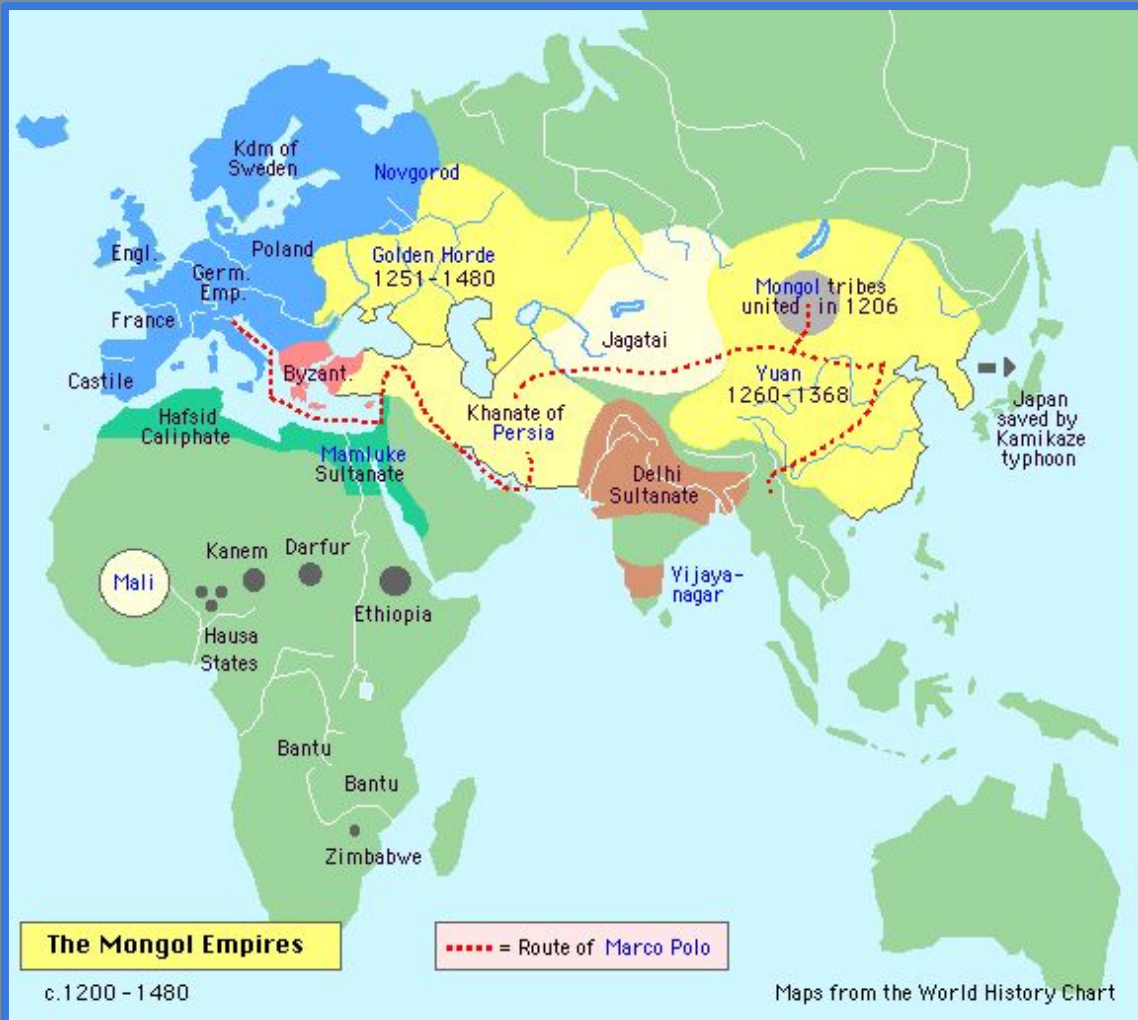 Kdm of
Sweden
Novgorod
Engl.
Poland
Germ.
Emp.
Golden Horde
1251-1480
Mongol tribes
united in 1206
France
Jagatai
Castile
Byzant.
Yuan
1260-1368
Hafsid
Caliphate
Khanate of
Persia
Japan
saved by
Kamikaze
typhoon
Mamluke
Sultanate
Delhi
Sultanate
Kanem
Darfur
Mali
Vijaya-
nagar
Ethiopia
Hausa
States
Bantu
Bantu
Zimbabwe
The Mongol Empires
= Route of Marco Polo
c.1200-1480
Maps from the World History Chart